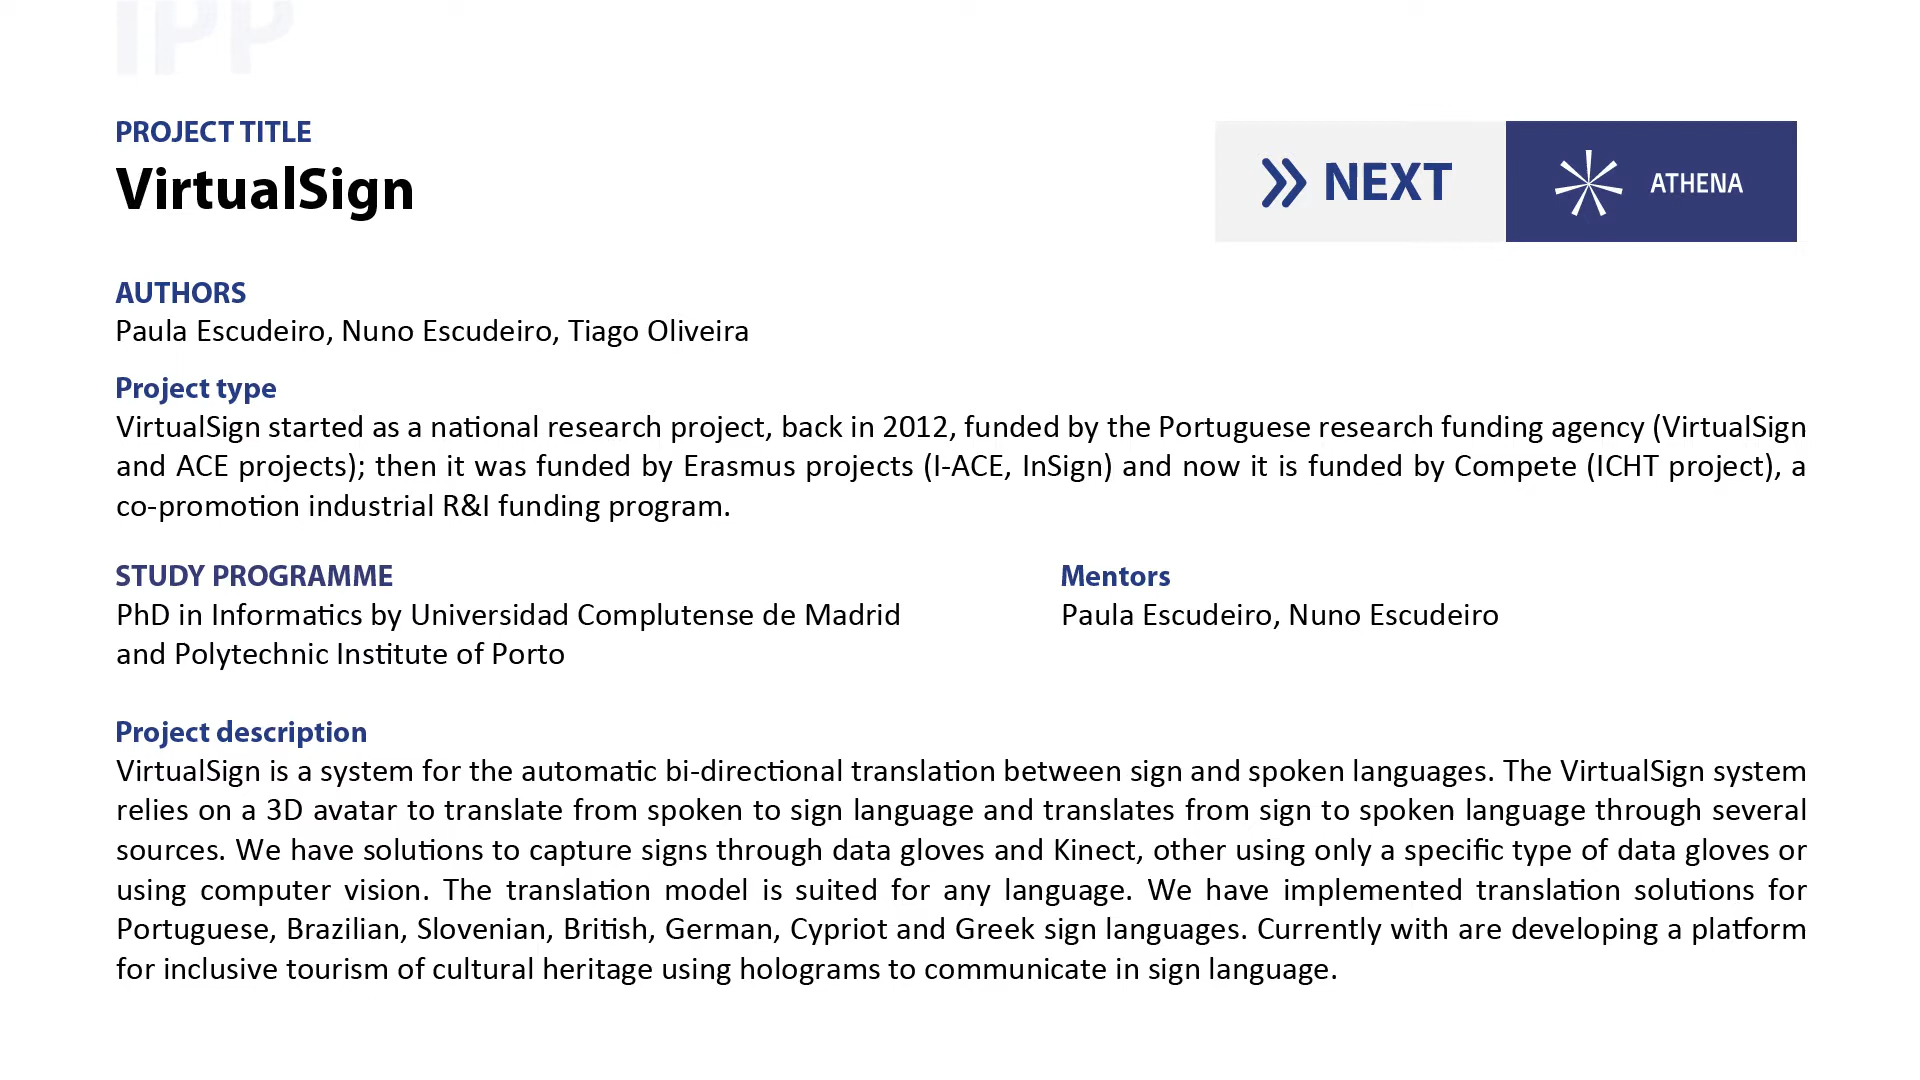 IPP
PROJECT TITLE
VirtualSign
NEXT
ATHENA
AUTHORS
Paula Escudeiro, Nuno Escudeiro, Tiago Oliveira
Project type
VirtualSign started as a national research project, back in 2012, funded by the Portuguese research funding agency (VirtualSign
and ACE projects); then it was funded by Erasmus projects (I-ACE, InSign) and now it is funded by Compete (ICHT project), a
co-promotion industrial R&I funding program.
STUDY PROGRAMME
PhD in Informatics by Universidad Complutense de Madrid
and Polytechnic Institute of Porto
Mentors
Paula Escudeiro, Nuno Escudeiro
Project description
VirtualSign is a system for the automatic bi-directional translation between sign and spoken languages. The VirtualSign system
relies on a 3D avatar to translate from spoken to sign language and translates from sign to spoken language through several
sources. We have solutions to capture signs through data gloves and Kinect, other using only a specific type of data gloves or
using computer vision. The translation model is suited for any language. We have implemented translation solutions for
Portuguese, Brazilian, Slovenian, British, German, Cypriot and Greek sign languages. Currently with are developing a platform
for inclusive tourism of cultural heritage using holograms to communicate in sign language.